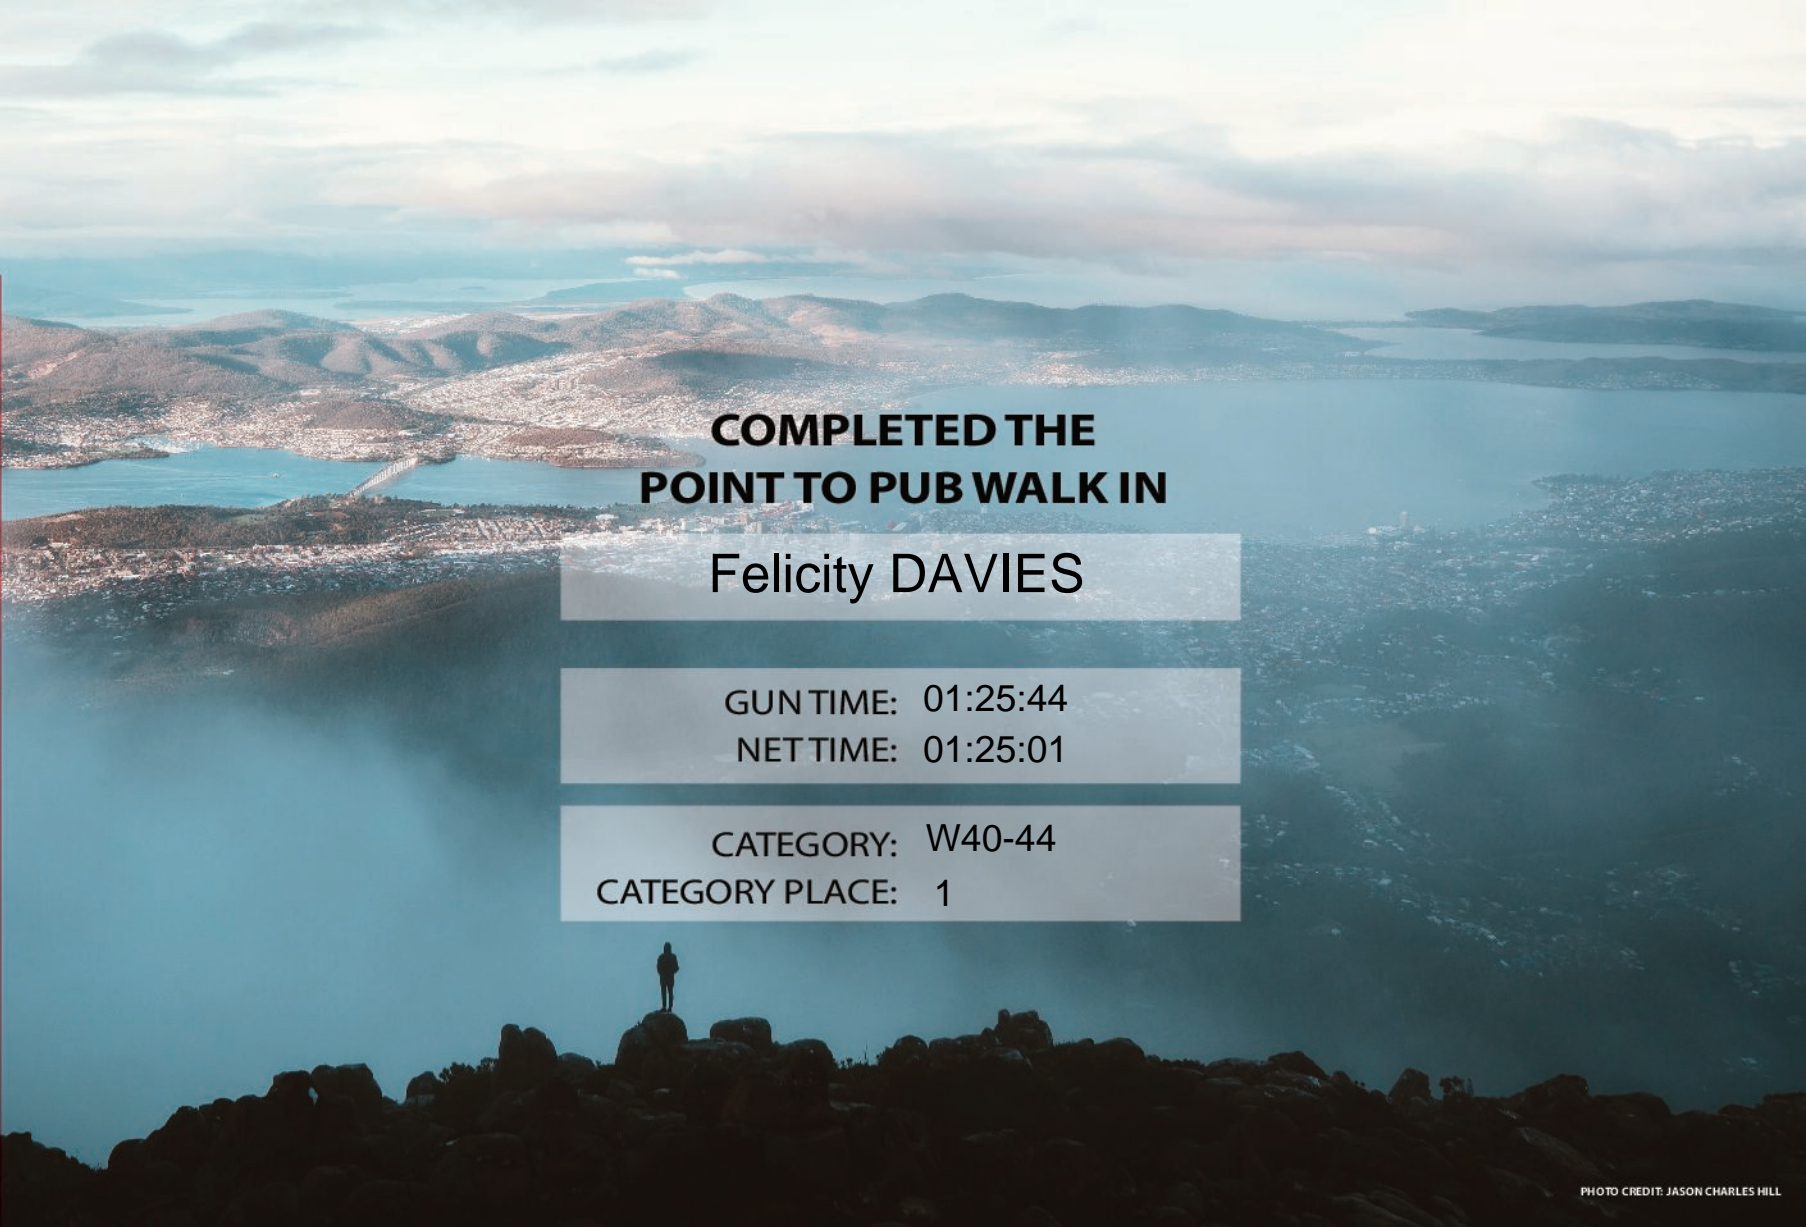 COMPLETED THE
POINT TO PUB WALK IN
Felicity DAVIES
GUN TIME: 01:25:44
NET TIME: 01:25:01
CATEGORY: W40-44
CATEGORY PLACE: 1
PHOTO CREDIT: JASON CHARLES HILL